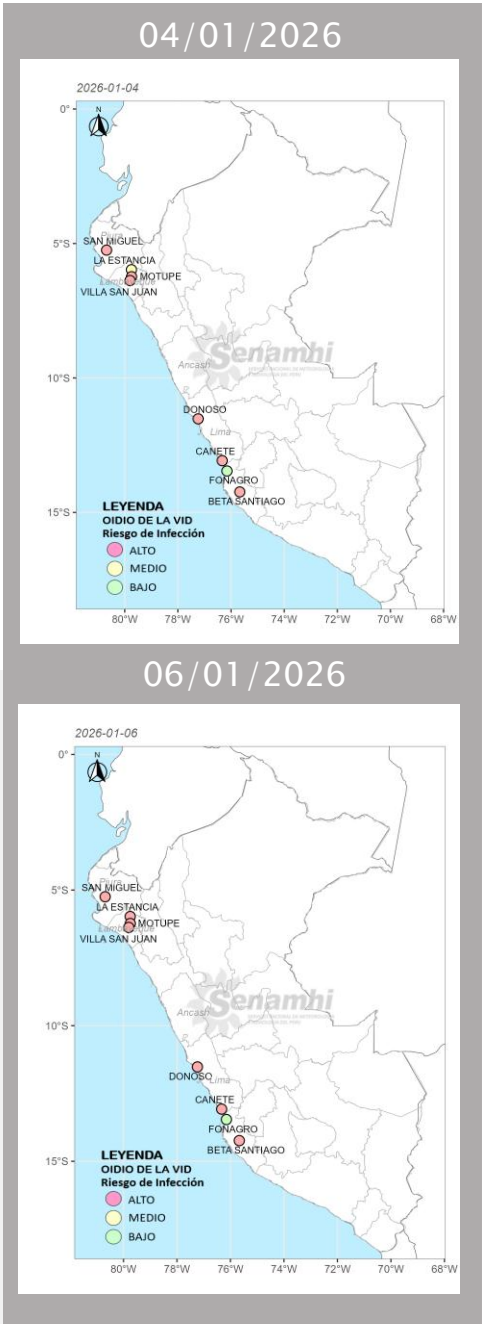 04/01/2026
2026-01-04
0°
N
Piura
SAN MIGUEL
5°S
LA ESTANCIA
MOTUPE
VILLA SAN JUAN
Senamhi
Ancash
10°S
DONOSO
Lima
CANETE
FONAGRO
BETA SANTIAGO
LEYENDA
15°S
OIDIO DE LA VID
Riesgo de Infección
ALTO
MEDIO
BAJO
80°W 78°W 76°W 74°W 72°W 70°W 68°W
06/01/2026
2026-01-06
0°
N
Piura
SAN MIGUEL
5°S
LA ESTANCIA
MOTUPE
VILLA SAN JUAN
Senamhi
Ancash
10°S
DONOSO
Lima
CANETE
FONAGRO
BETA SANTIAGO
LEYENDA
15°S
OIDIO DE LA VID
Riesgo de Infección
ALTO
MEDIO
BAJO
80°W 78°W 76°W 74°W 72°W 70°W 68°W